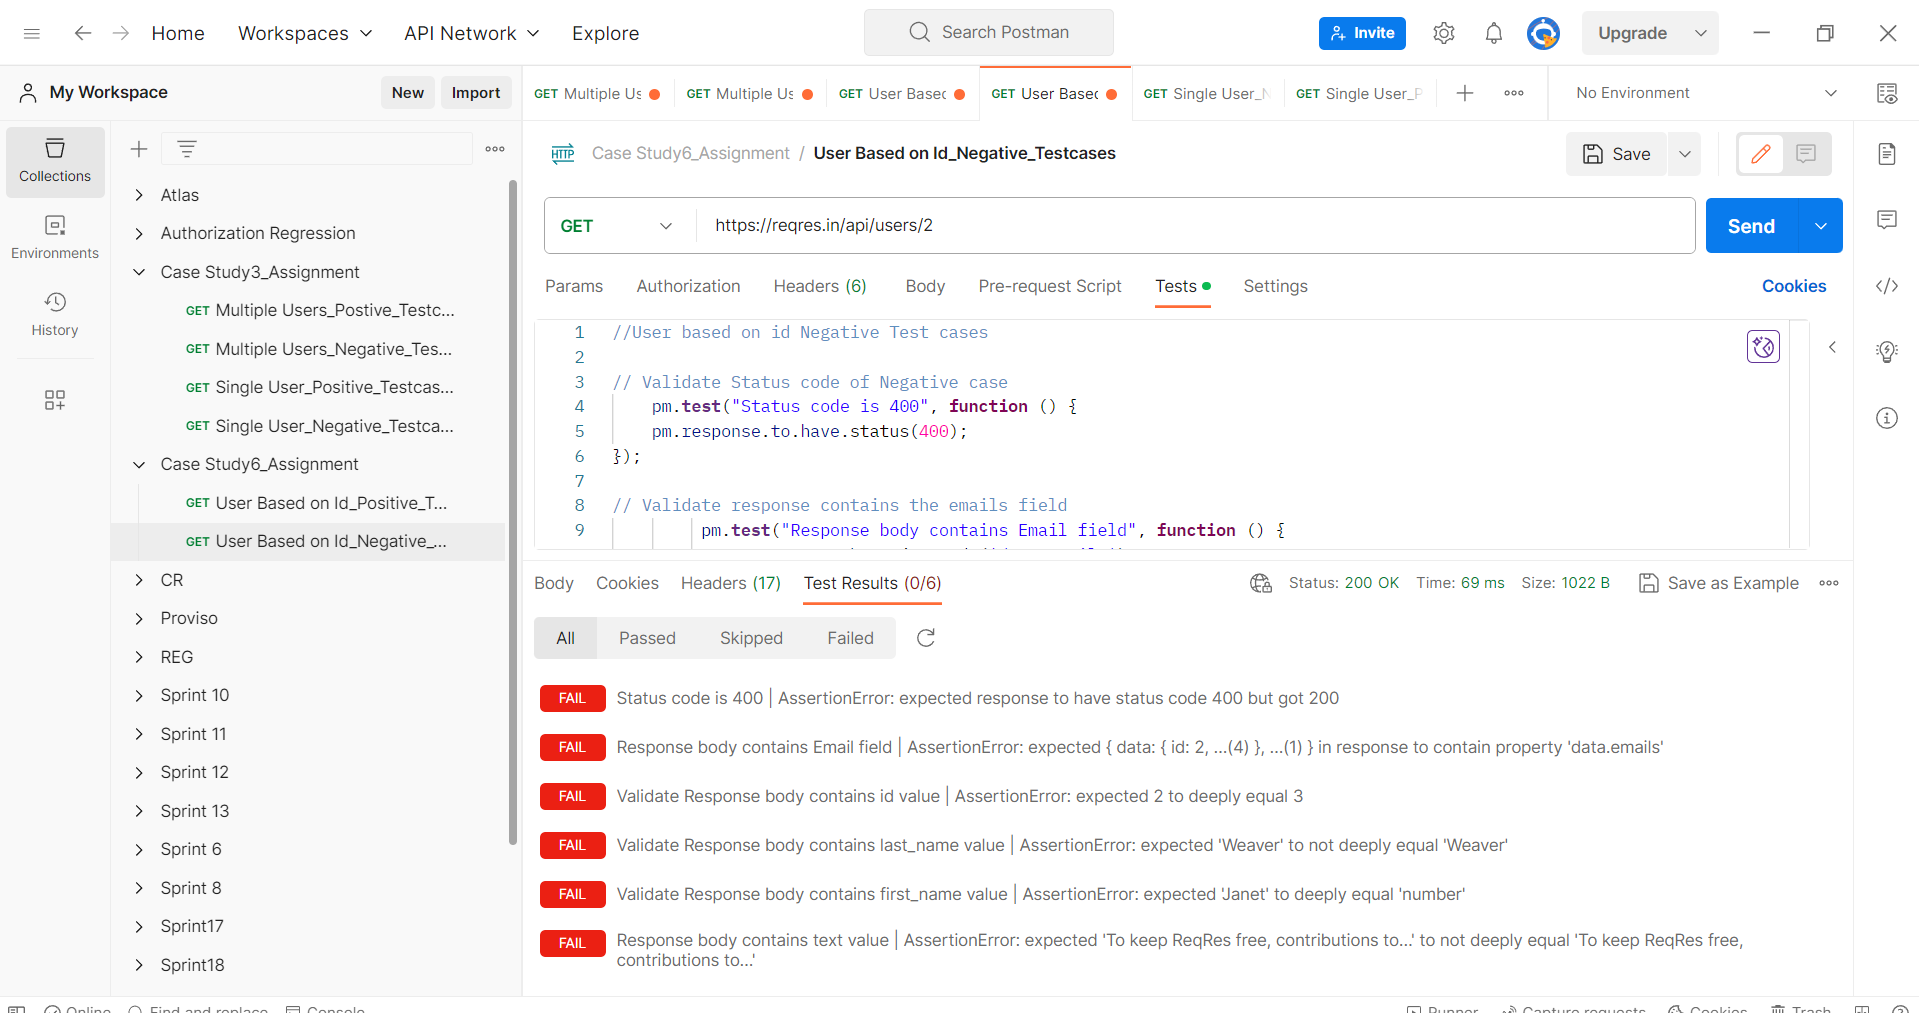 Home
Workspaces
API Network
Explore
Search Postman
Invite
Upgrade
My Workspace
New
Import
GET Multiple Us
GET Multiple Us
GET User Based
GET User Based
GET Single User_N
GET Single User_P
No Environment
Collections
Environments
History
Atlas
Authorization Regression
Case Study3_Assignment
GET Multiple Users_Postive_Testc...
GET Multiple Users_Negative_Tes...
GET Single User_Positive_Testcas...
GET Single User_Negative_Testca...
Case Study6_Assignment
GET User Based on Id_Positive_T...
GET User Based on Id_Negative_...
CR
Proviso
REG
Sprint 10
Sprint 11
Sprint 12
Sprint 13
Sprint 6
Sprint 8
Sprint17
Sprint18
HTTP Case Study6_Assignment / User Based on Id_Negative_Testcases
Save
GET
https://reqres.in/api/users/2
Send
Params Authorization Headers (6) Body Pre-request Script Tests Settings
Cookies
1 //User based on id Negative Test cases
2
3 // Validate Status code of Negative case
4 pm.test("Status code is 400", function () {
5 pm.response.to.have.status(400);
6 });
7
8 // Validate response contains the emails field
9 pm.test("Response body contains Email field", function () {
Body Cookies Headers (17) Test Results (0/6)
Status: 200 OK Time: 69 ms Size: 1022 B
Save as Example
All Passed Skipped Failed
FAIL Status code is 400 | AssertionError: expected response to have status code 400 but got 200
FAIL Response body contains Email field | AssertionError: expected { data: { id: 2, ...(4) }, ...(1) } in response to contain property 'data.emails'
FAIL Validate Response body contains id value | AssertionError: expected 2 to deeply equal 3
FAIL Validate Response body contains last_name value | AssertionError: expected 'Weaver' to not deeply equal 'Weaver'
FAIL Validate Response body contains first_name value | AssertionError: expected 'Janet' to deeply equal 'number'
FAIL Response body contains text value | AssertionError: expected 'To keep ReqRes free, contributions to...' to not deeply equal 'To keep ReqRes free,
contributions to...'
Online
Find and replace
Console
Runner
Capture requests
Cookies
Trash